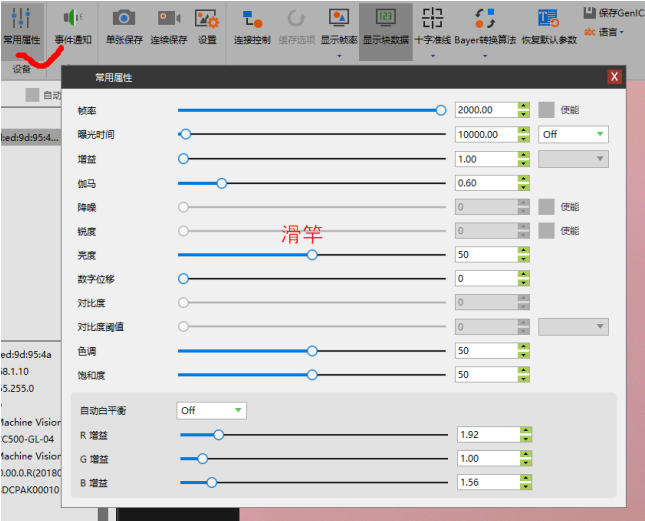 保存GenIC
常用属性 事件通知 单张保存 连续保存 设置 连接控制 缓存选项 显示帧率 显示块数据 十字准线 Bayer转换算法 恢复默认参数
abc 语言
设备
自动
常用属性 X
:ed:9d:95:4...
帧率 2000.00 使能
曝光时间 10000.00 Off
增益 1.00
伽马 0.60
降噪 0 使能
锐度 0 使能
滑竿
亮度 50
数字位移 0
对比度 0
对比度阈值 0
色调 50
饱和度 50
ed:9d:95:4a
58.1.10
55.255.0
Machine Vision
C500-GL-04
Machine Vision
0.00.0.R(20180
DCPAK00010
自动白平衡 Off
R 增益 1.92
G 增益 1.00
B 增益 1.56